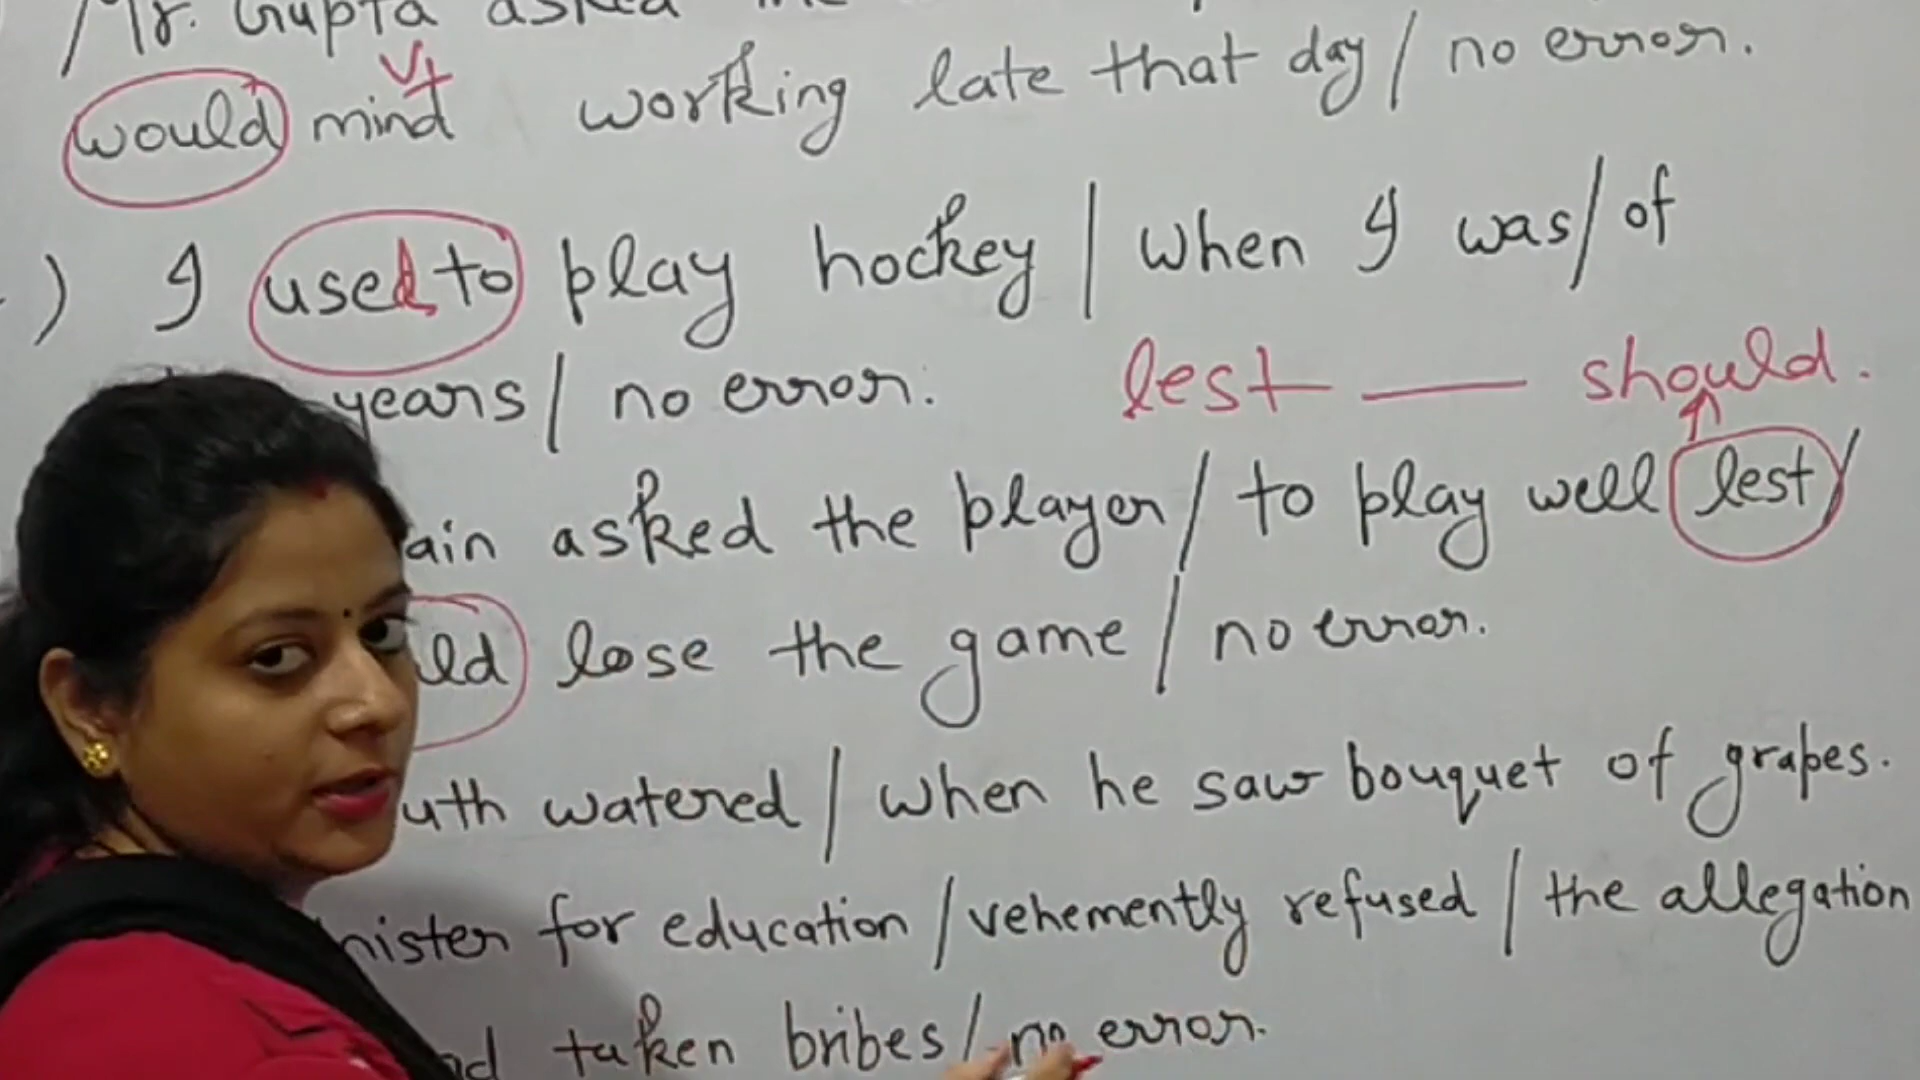 Mr. Gupta asked me
would mind working late that day / no error.
) I used to play hockey / when I was / of
years / no error. lest — should.
ain asked the player / to play well lest /
uld lose the game / no error.
uth watered / when he saw bouquet of grapes.
nister for education / vehemently refused / the allegation
taken bribes / no error.